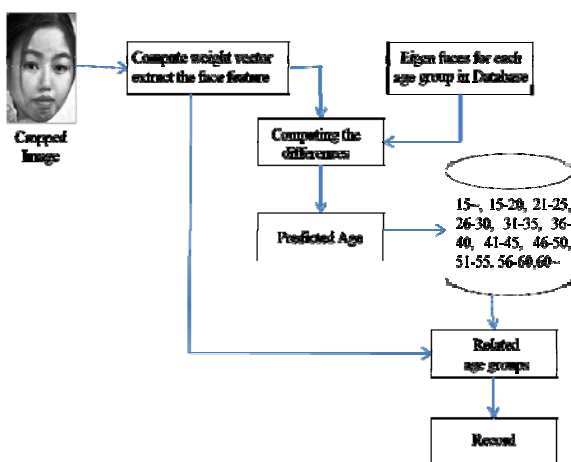 Compute weight vector
extract the face feature
Eigen faces for each
age group in Database
Cropped
Image
Computing the
differences
Predicted Age
15~, 15-20, 21-25,
26-30, 31-35, 36-
40, 41-45, 46-50,
51-55, 56-60,60~
Related
age groups
Record